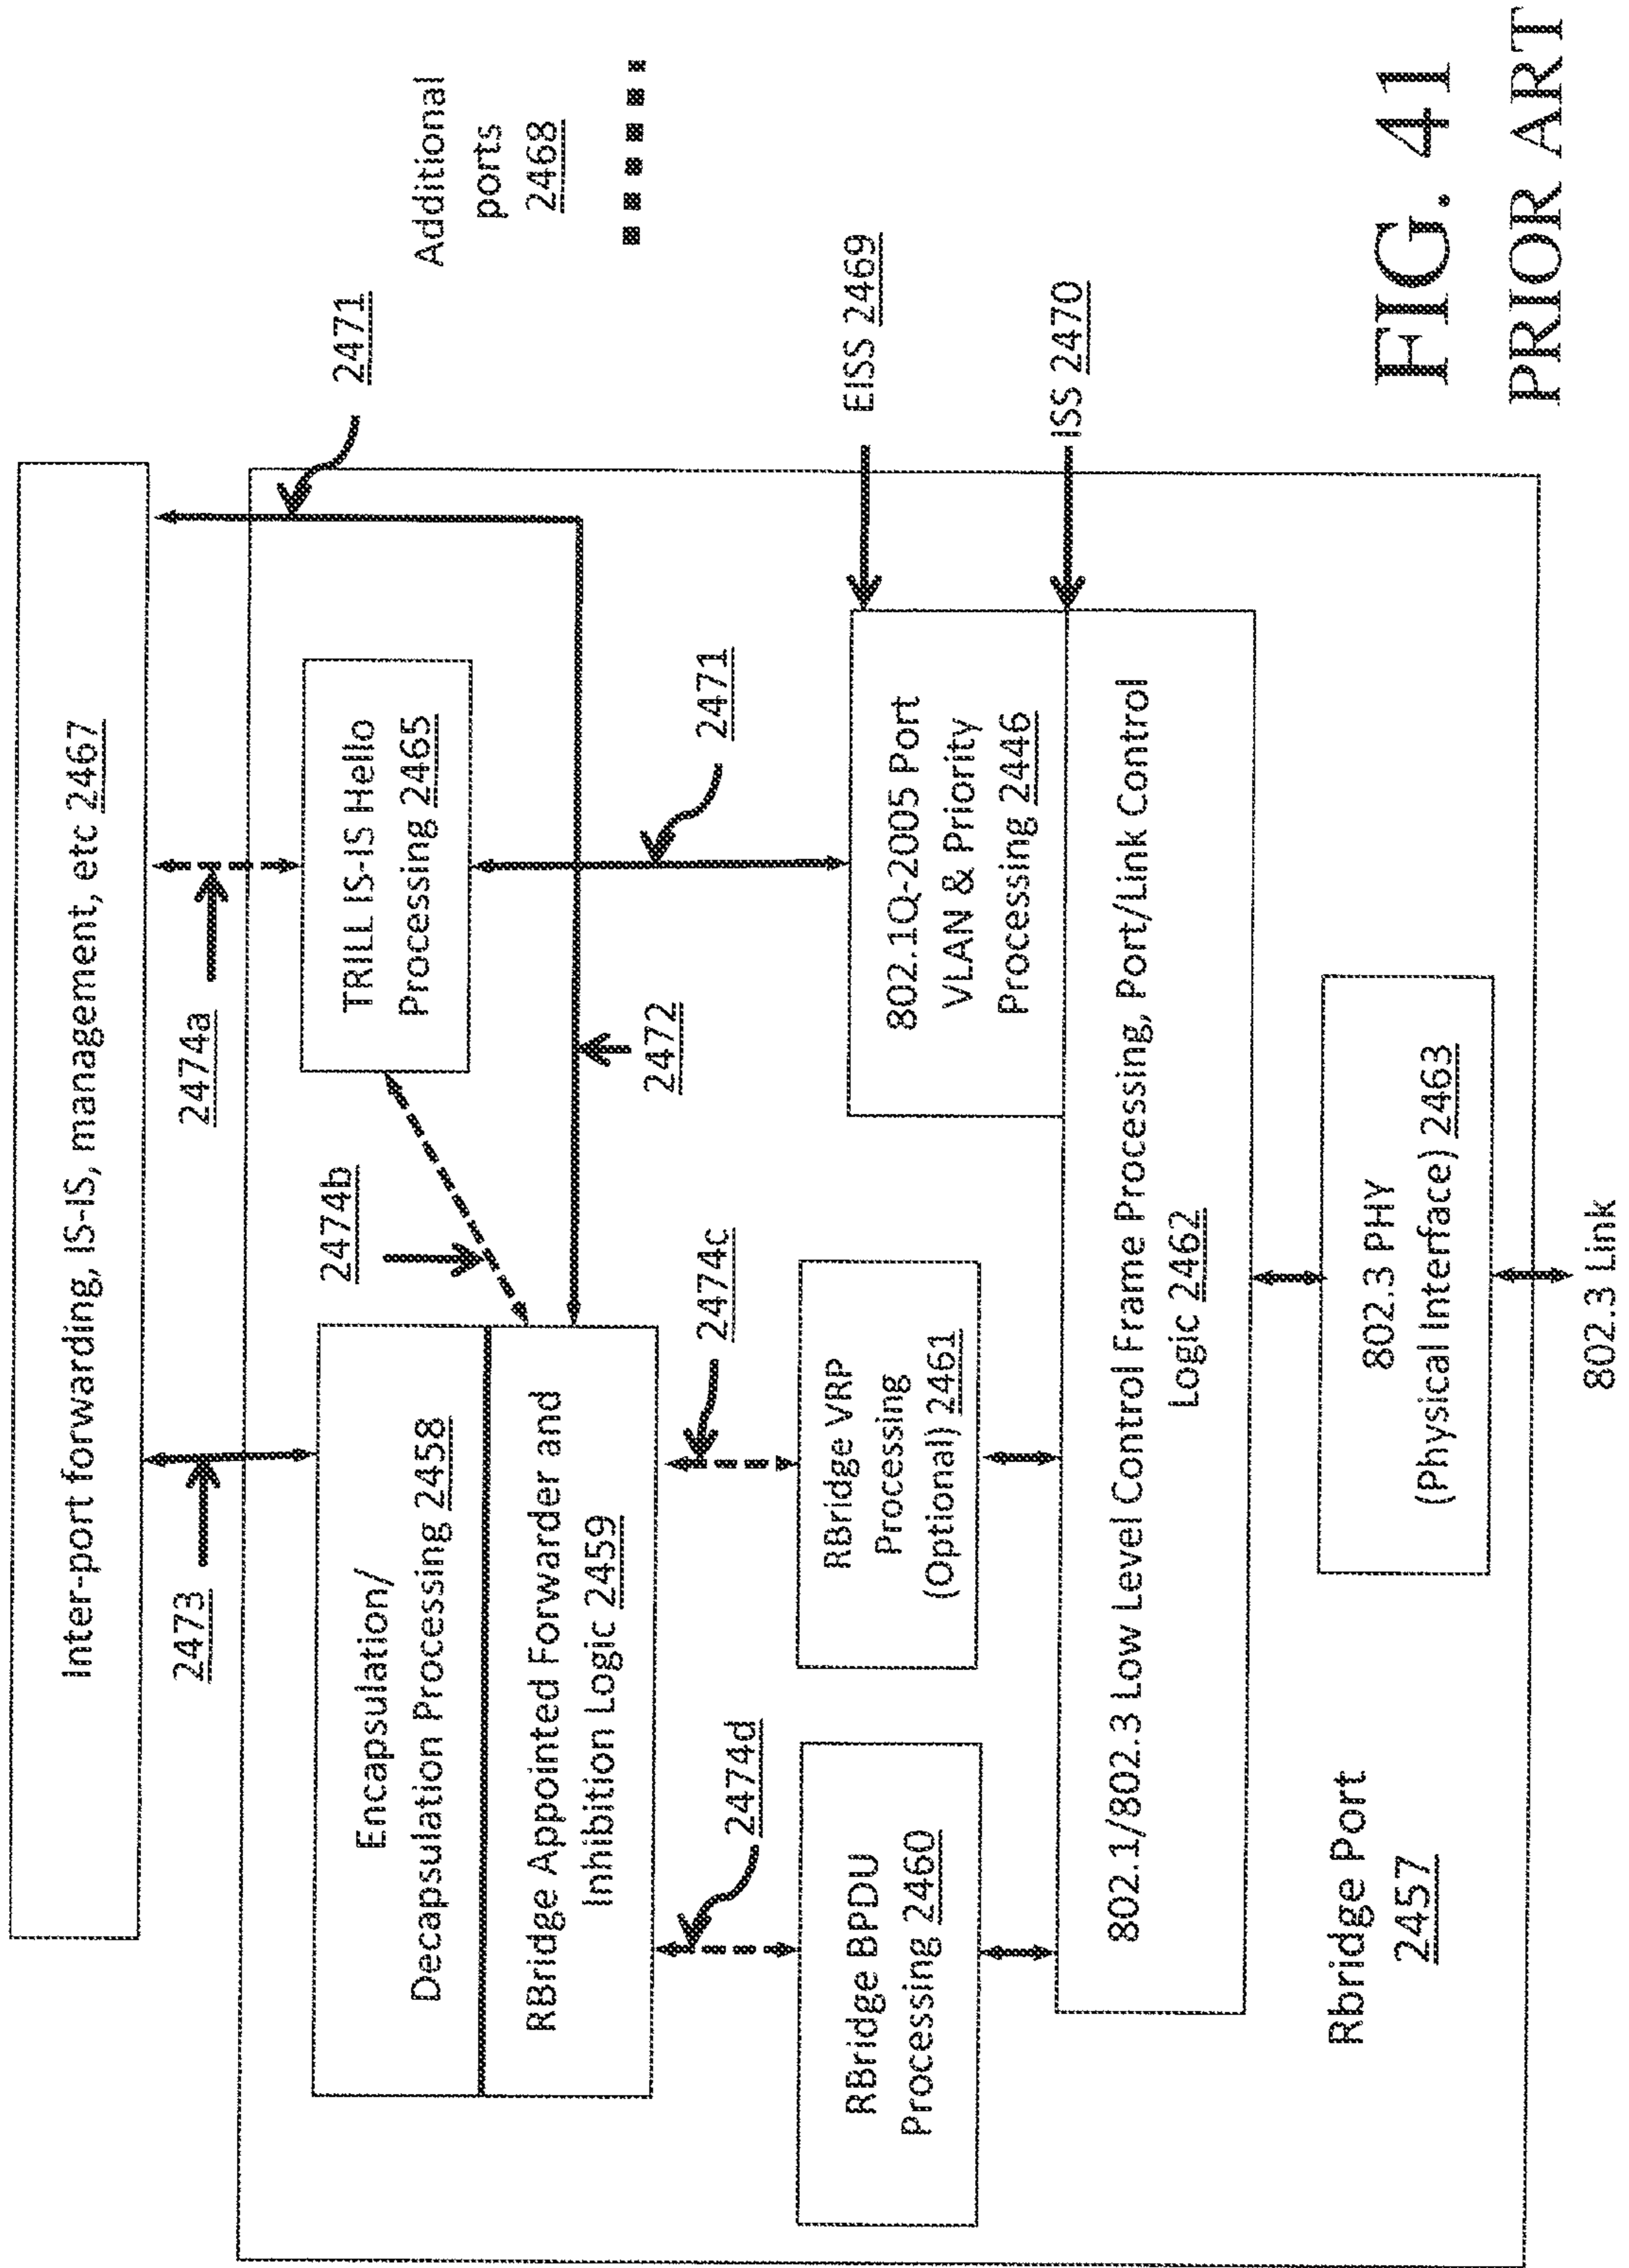 Inter-port forwarding, IS-IS, management, etc 2467
2473
2474a
2471
Additional
ports
2468
Encapsulation/
Decapsulation Processing 2458
RBridge Appointed Forwarder and
Inhibition Logic 2459
2474b
TRILL IS-IS Hello
Processing 2465
2472
2471
2474d
2474c
EISS 2469
RBridge BPDU
Processing 2460
RBridge VRP
Processing
(Optional) 2461
802.1Q-2005 Port
VLAN & Priority
Processing 2446
ISS 2470
802.1/802.3 Low Level Control Frame Processing, Port/Link Control
Logic 2462
Rbridge Port
2457
802.3 PHY
(Physical Interface) 2463
802.3 Link
FIG. 41
PRIOR ART